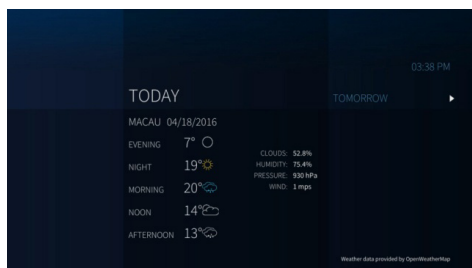 03:38 PM
TODAY
TOMORROW
MACAU 04/18/2016
EVENING 7°
NIGHT 19°
MORNING 20°
NOON 14°
AFTERNOON 13°
CLOUDS: 52.8%
HUMIDITY: 75.4%
PRESSURE: 930 hPa
WIND: 1 mps
Weather data provided by OpenWeatherMap